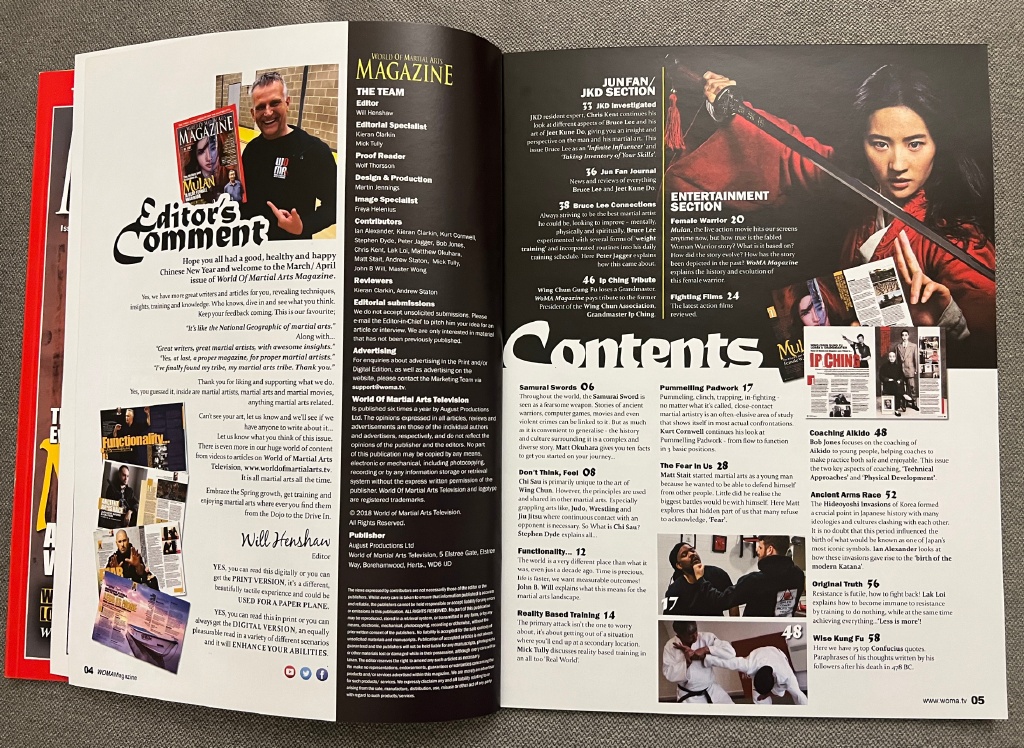 WORLD OF MARTIAL ARTS
MAGAZINE
MULAN
Editor's
Comment
Hope you all had a good, healthy and happy
Chinese New Year and welcome to the March/ April
issue of World Of Martial Arts Magazine.
Yes, we have more great writers and articles for you, revealing techniques,
insights, training and knowledge. Who knows, dive in and see what you think.
Keep your feedback coming. This is our favourite;
"It's like the National Geographic of martial arts."
Along with...
"Great writers, great martial artists, with awesome insights."
"Yes, at last, a proper magazine, for proper martial artists."
"I've finally found my tribe, my martial arts tribe. Thank you."
Thank you for liking and supporting what we do.
Yes, you guessed it, inside are martial artists, martial arts and martial movies,
anything martial arts related.
Can't see your art, let us know and we'll see if we
have anyone to write about it...
Let us know what you think of this issue.
There is even more in our huge world of content
from videos to articles on World of Martial Arts
Television, www.worldofmartialarts.tv.
It is all martial arts all the time.
Embrace the Spring growth, get training and
enjoying martial arts where ever you find them
from the Dojo to the Drive In.
Will Henshaw
Editor
YES, you can read this digitally or you can
get the PRINT VERSION, it's a different,
beautifully tactile experience and could be
USED FOR A PAPER PLANE.
YES, you can read this in print or you can
always get the DIGITAL VERSION, an equally
pleasurable read in a variety of different scenarios
and it will ENHANCE YOUR ABILITIES.
Functionality...
04 WOMAMagazine
WORLD OF MARTIAL ARTS
MAGAZINE
THE TEAM
Editor
Will Henshaw
Editorial Specialist
Kieran Clarkin
Mick Tully
Proof Reader
Wolf Thorsson
Design & Production
Martin Jennings
Image Specialist
Freya Helenius
Contributors
Ian Alexander, Kieran Clarkin, Kurt Cornwell,
Stephen Dyde, Peter Jagger, Bob Jones,
Chris Kent, Lak Loi, Matthew Okuhara,
Matt Stait, Andrew Staton, Mick Tully,
John B Will, Master Wong
Reviewers
Kieran Clarkin, Andrew Staton
Editorial submissions
We do not accept unsolicited submissions. Please
e-mail the Editor-in-Chief to pitch him your idea for an
article or interview. We are only interested in material
that has not been previously published.
Advertising
For enquiries about advertising in the Print and/or
Digital Edition, as well as advertising on the
website, please contact the Marketing Team via
support@woma.tv.
World Of Martial Arts Television
Is published six times a year by August Productions
Ltd. The opinions expressed in all articles, reviews and
advertisements are those of the individual authors
and advertisers, respectively, and do not reflect the
opinions of the publisher and the editors. No part
of this publication may be copied by any means,
electronic or mechanical, including photocopying,
recording or by any information storage or retrieval
system without the express written permission of the
publisher. World Of Martial Arts Television and logotype
are registered trademarks.
© 2018 World of Martial Arts Television.
All Rights Reserved.
Publisher
August Productions Ltd
World of Martial Arts Television, 5 Elstree Gate, Elstree
Way, Borehamwood, Herts., WD6 IJD
JUN FAN/
JKD SECTION
33 JKD Investigated
JKD resident expert, Chris Kent continues his
look at different aspects of Bruce Lee and his
art of Jeet Kune Do, giving you an insight and
perspective on the man and his martial art. This
issue Bruce Lee as an 'Infinite Influencer' and
'Taking Inventory of Your Skills'.
36 Jun Fan Journal
News and reviews of everything
Bruce Lee and Jeet Kune Do.
38 Bruce Lee Connections
Always striving to be the best martial artist
he could be, looking to improve - mentally,
physically and spiritually, Bruce Lee
experimented with several forms of 'weight
training' and incorporated routines into his daily
training schedule. Here Peter Jagger explains
how this came about.
46 Ip Ching Tribute
Wing Chun Gung Fu loses a Grandmaster.
WoMA Magazine pays tribute to the former
President of the Wing Chun Association,
Grandmaster Ip Ching.
ENTERTAINMENT
SECTION
Female Warrior 20
Mulan, the live action movie hits our screens
anytime now, but how true is the fabled
Woman Warrior story? What is it based on?
How did the story evolve? How has the story
been depicted in the past? WoMA Magazine
explains the history and evolution of
this female warrior.
Fighting Films 24
The latest action films
reviewed.
IP CHING
Contents
Samurai Swords 06
Throughout the world, the Samurai Sword is
seen as a fearsome weapon. Stories of ancient
warriors, computer games, movies and even
violent crimes can be linked to it. But as much
as it is convenient to generalise - the history
and culture surrounding it is a complex and
diverse story. Matt Okuhara gives you ten facts
to get you started on your journey...
Don't Think, Feel 08
Chi Sau is primarily unique to the art of
Wing Chun. However, the principles are used
and shared in other martial arts. Especially
grappling arts like, Judo, Wrestling and
Jiu Jitsu where continuous contact with an
opponent is necessary. So What is Chi Sau?
Stephen Dyde explains...
Functionality... 12
The world is a very different place than what it
was, even just a decade ago. Time is precious,
life is faster, we want measurable outcomes!
John B. Will explains what this means for the
martial arts landscape.
Reality Based Training 14
The primary attack isn't the one to worry
about, it's about getting out of a situation
where you'll end up at a secondary location.
Mick Tully discusses reality based training in
an all too 'Real World'.
Pummelling Padwork 17
Pummeling, clinch, trapping, in-fighting -
no matter what it's called, close-contact
martial artistry is an often-elusive area of study
that shows itself in most actual confrontations.
Kurt Cornwell continues his look at
Pummelling Padwork - from flow to function
in 3 basic positions.
The Fear In Us 28
Matt Stait started martial arts as a young man
because he wanted to be able to defend himself
from other people. Little did he realise the
biggest battles would be with himself. Here Matt
explores that hidden part of us that many refuse
to acknowledge, 'Fear'.
17
48
Coaching Aikido 48
Bob Jones focuses on the coaching of
Aikido to young people, helping coaches to
make practice both safe and enjoyable. This issue
the two key aspects of coaching, 'Technical
Approaches' and 'Physical Development'.
Ancient Arms Race 52
The Hideyoshi invasions of Korea formed
a crucial point in Japanese history with many
ideologies and cultures clashing with each other.
It is no doubt that this period influenced the
birth of what would be known as one of Japan's
most iconic symbols. Ian Alexander looks at
how these invasions gave rise to the 'birth of the
modern Katana'.
Original Truth 56
Resistance is futile, how to fight back! Lak Loi
explains how to become immune to resistance
by training to do nothing, while at the same time
achieving everything...'Less is more'!
Wise Kung Fu 58
Here we have 25 top Confucius quotes.
Paraphrases of his thoughts written by his
followers after his death in 478 BC.
www.woma.tv 05